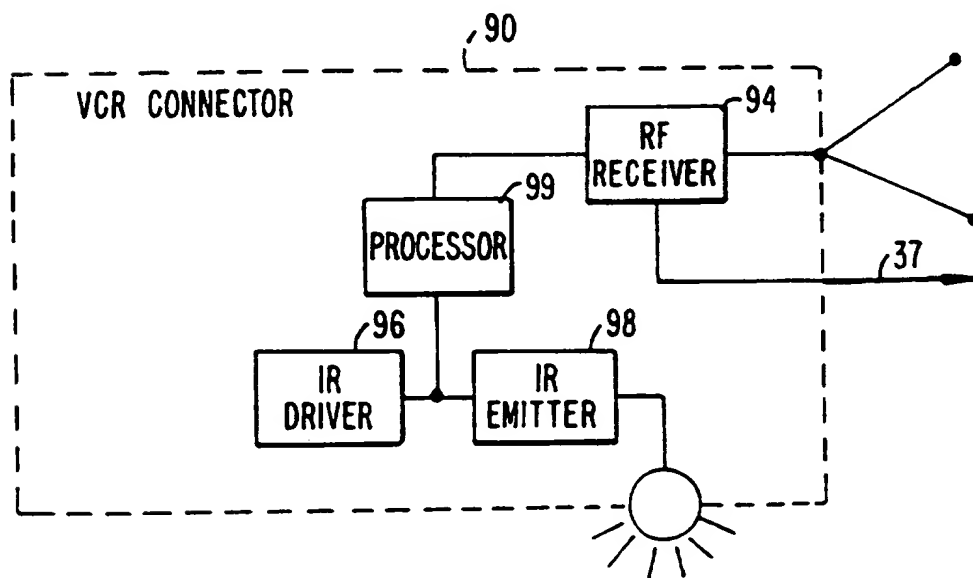 90
VCR CONNECTOR
94
RF
RECEIVER
99
PROCESSOR
37
96
98
IR
DRIVER
IR
EMITTER